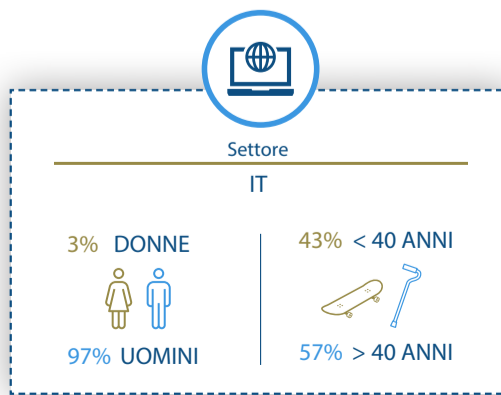 Settore
IT
3% DONNE
97% UOMINI
43% < 40 ANNI
57% > 40 ANNI